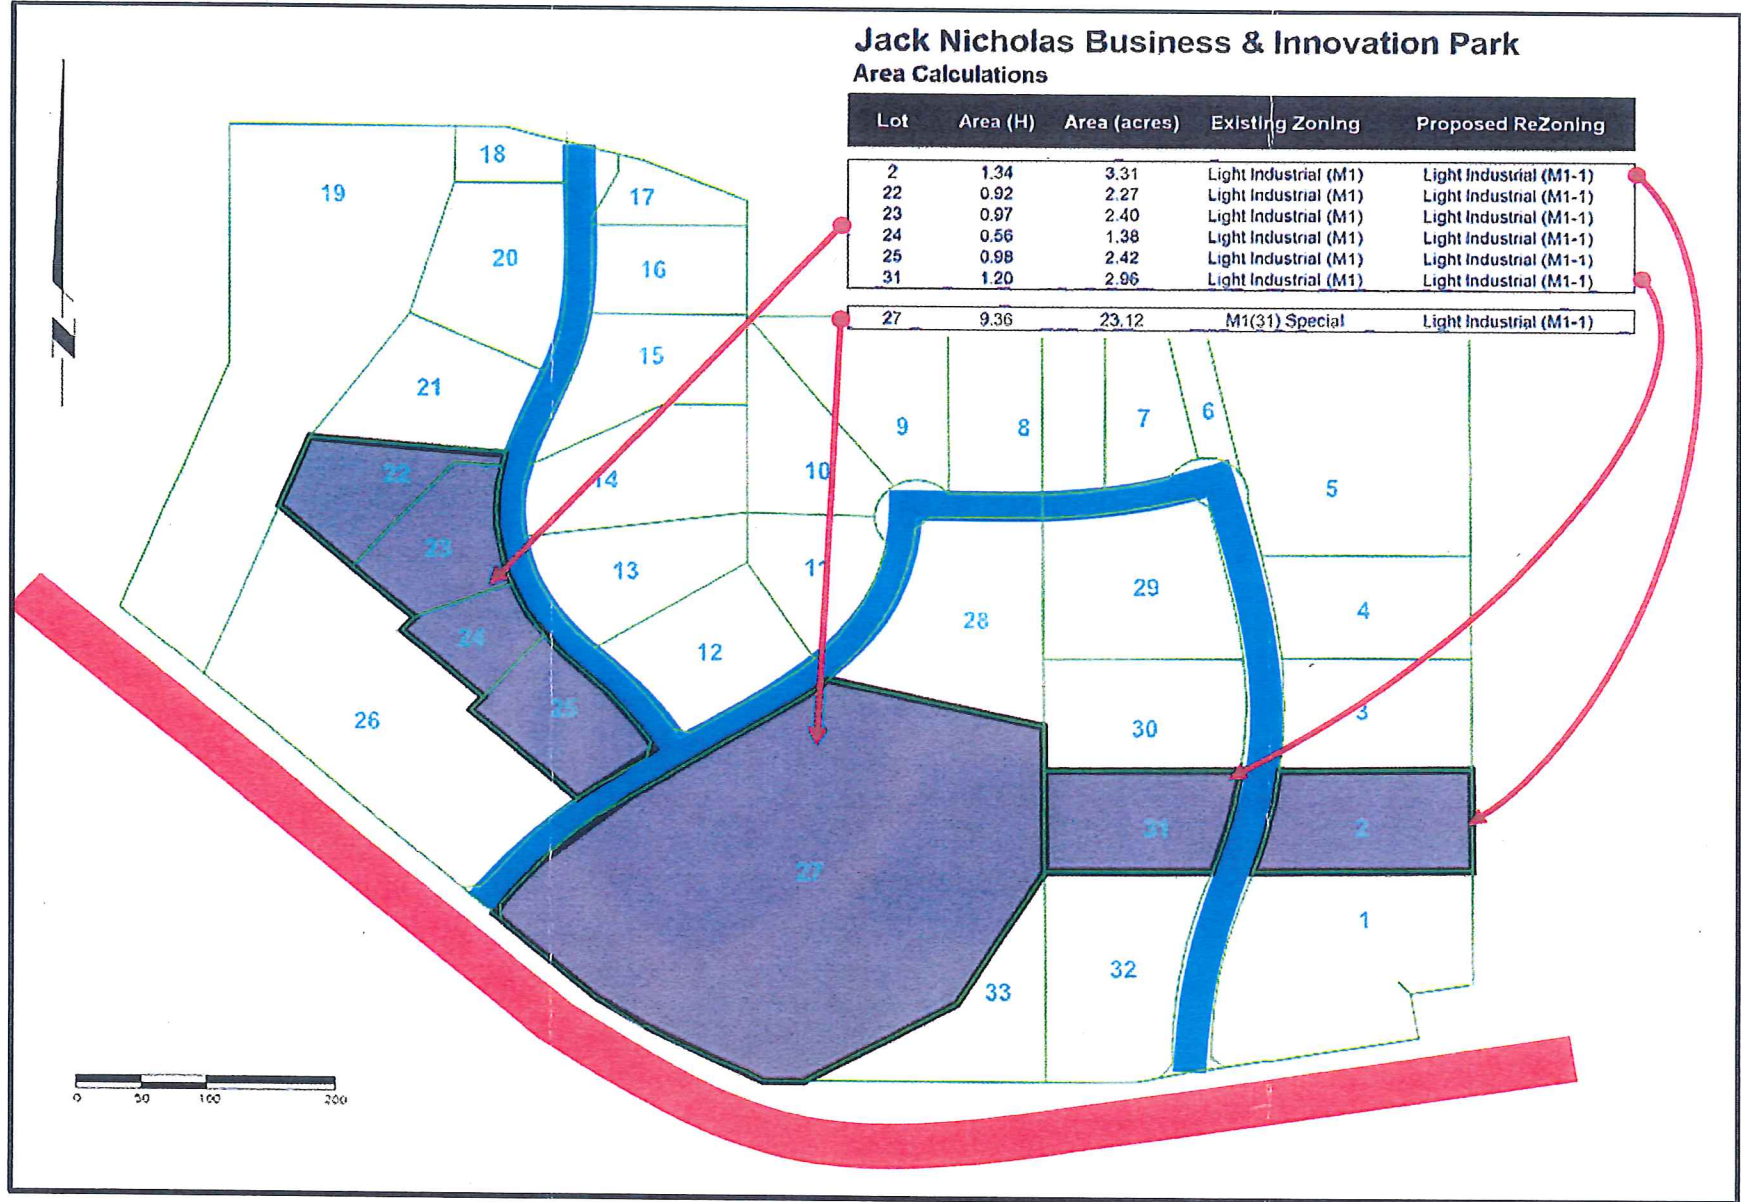 Jack Nicholas Business & Innovation Park
Area Calculations
Lot Area (H) Area (acres) Existing Zoning Proposed ReZoning
2 1.34 3.31 Light Industrial (M1) Light Industrial (M1-1)
22 0.92 2.27 Light Industrial (M1) Light Industrial (M1-1)
23 0.97 2.40 Light Industrial (M1) Light Industrial (M1-1)
24 0.56 1.38 Light Industrial (M1) Light Industrial (M1-1)
25 0.98 2.42 Light Industrial (M1) Light Industrial (M1-1)
31 1.20 2.96 Light Industrial (M1) Light Industrial (M1-1)
27 9.36 23.12 M1(31) Special Light Industrial (M1-1)
18
19
17
20
16
15
21
9
8
7
6
22
14
10
5
23
13
11
29
4
28
24
12
25
26
30
3
31
2
27
1
32
33
N
0 50 100 200